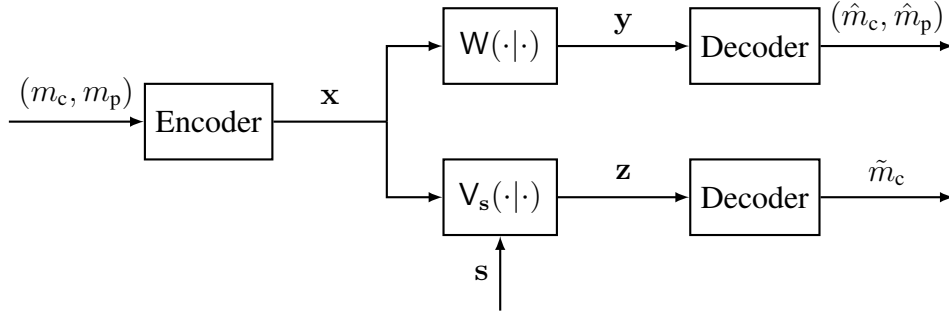 (m_c, m_p)
Encoder
x
W(·|·)
y
Decoder
(m̂_c, m̂_p)
V_s(·|·)
z
Decoder
m̃_c
s